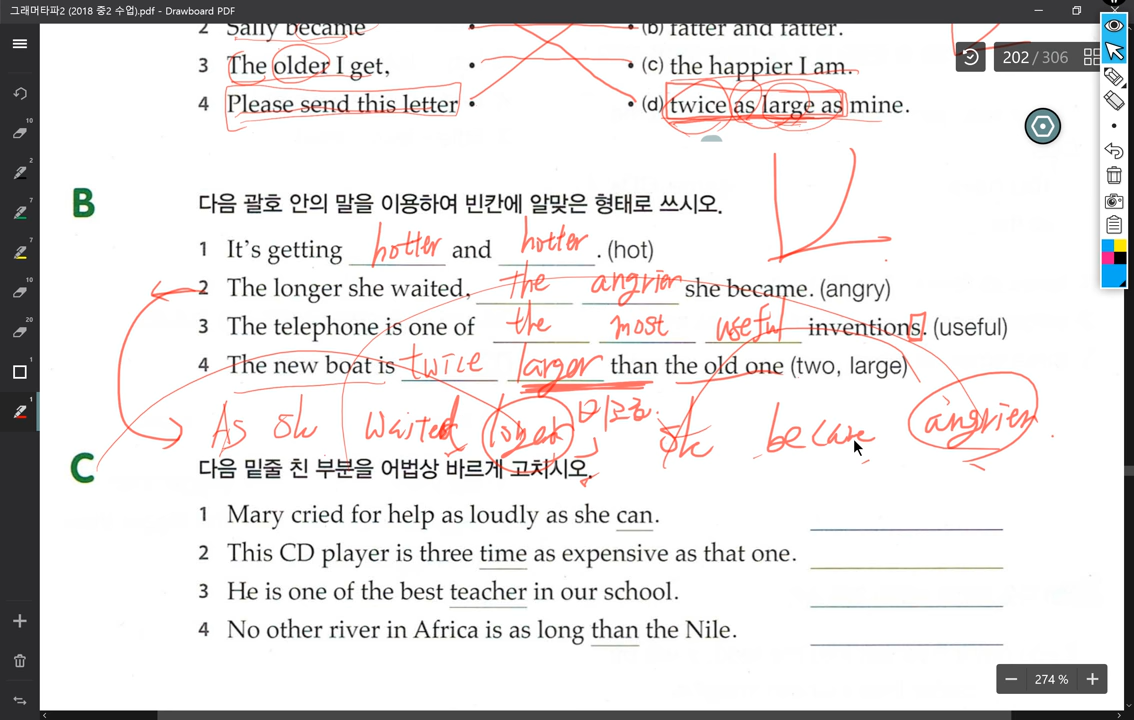 그래머타파2 (2018 중2 수업).pdf - Drawboard PDF
202 / 306
2 Sally became • • (b) fatter and fatter.
3 The older I get, • • (c) the happier I am.
4 Please send this letter • • (d) twice as large as mine.
B 다음 괄호 안의 말을 이용하여 빈칸에 알맞은 형태로 쓰시오.
1 It's getting hotter and hotter. (hot)
2 The longer she waited, the angrier she became. (angry)
3 The telephone is one of the most useful inventions. (useful)
4 The new boat is twice larger than the old one (two, large)
As she waited longer, she became angrier.
C 다음 밑줄 친 부분을 어법상 바르게 고치시오.
1 Mary cried for help as loudly as she can.
2 This CD player is three time as expensive as that one.
3 He is one of the best teacher in our school.
4 No other river in Africa is as long than the Nile.
274 %
10
2
7
7
10
20
1
1